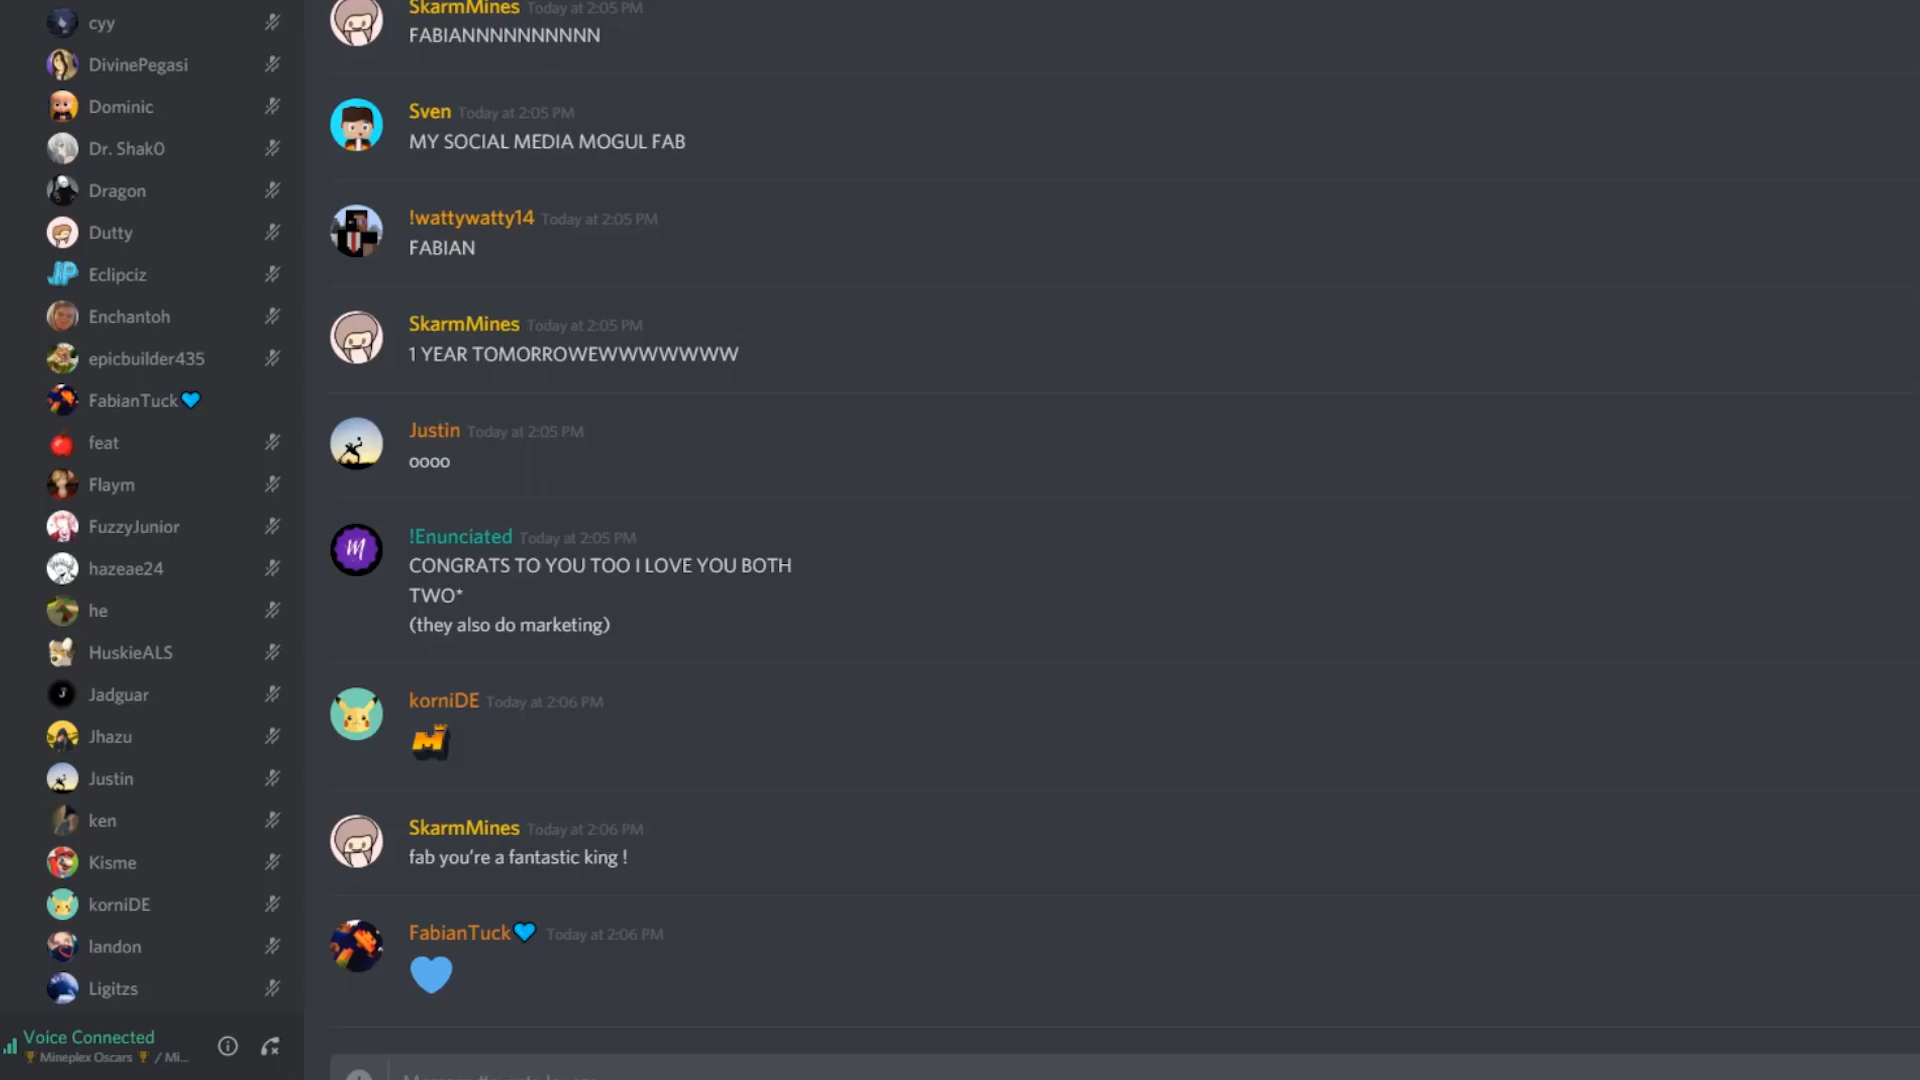 cyy
DivinePegasi
Dominic
Dr. Shak0
Dragon
Dutty
Eclipciz
Enchantoh
epicbuilder435
FabianTuck💙
feat
Flaym
FuzzyJunior
hazeae24
he
HuskieALS
Jadguar
Jhazu
Justin
ken
Kisme
korniDE
landon
Ligitzs
Voice Connected
🏆 Mineplex Oscars 🏆 / Mi...
SkarmMines Today at 2:05 PM
FABIANNNNNNNNNN
Sven Today at 2:05 PM
MY SOCIAL MEDIA MOGUL FAB
!wattywatty14 Today at 2:05 PM
FABIAN
SkarmMines Today at 2:05 PM
1 YEAR TOMORROWEWWWWWWW
Justin Today at 2:05 PM
oooo
!Enunciated Today at 2:05 PM
CONGRATS TO YOU TOO I LOVE YOU BOTH
TWO*
(they also do marketing)
korniDE Today at 2:06 PM
SkarmMines Today at 2:06 PM
fab you're a fantastic king !
FabianTuck💙 Today at 2:06 PM
💙